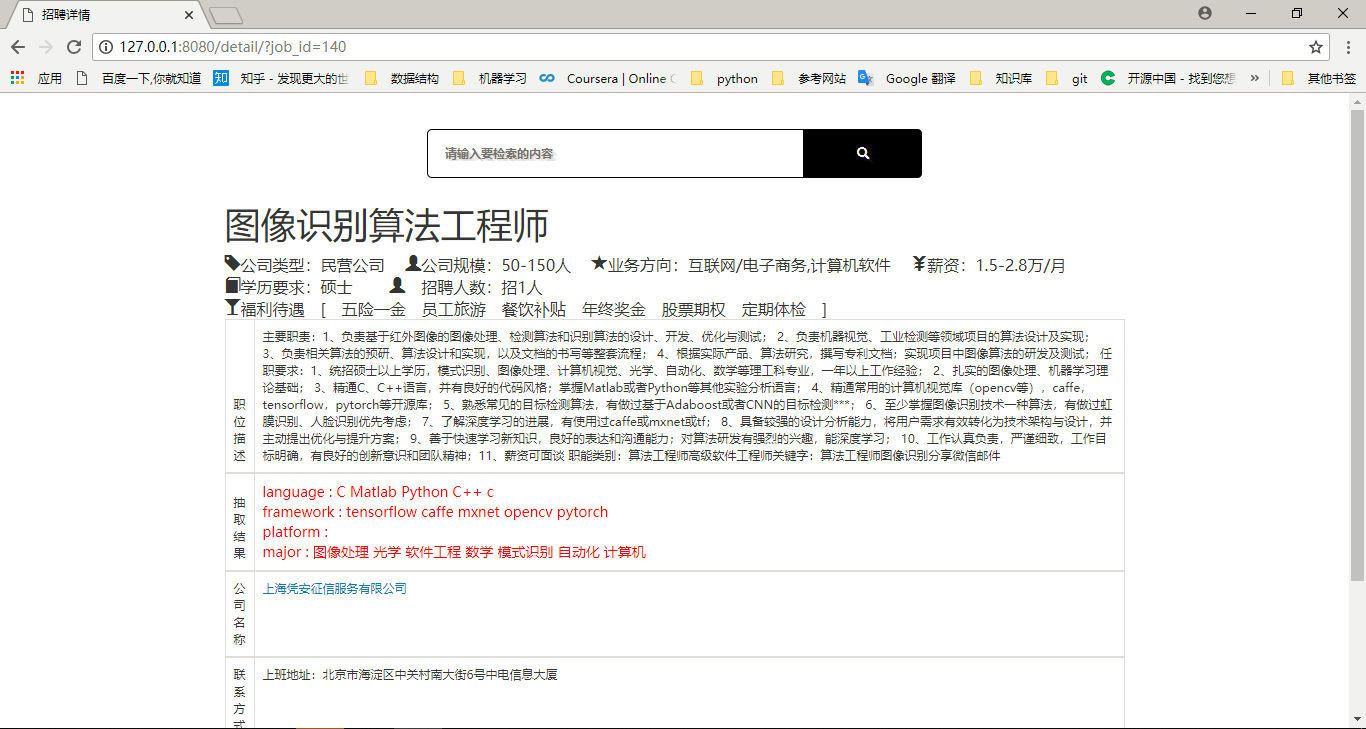 招聘详情
127.0.0.1:8080/detail/?job_id=140
应用 百度一下,你就知道 知 知乎 - 发现更大的世 数据结构 机器学习 Coursera | Online C python 参考网站 Google 翻译 知识库 git 开源中国 - 找到您想 » 其他书签
请输入要检索的内容
图像识别算法工程师
公司类型：民营公司 公司规模：50-150人 业务方向：互联网/电子商务,计算机软件 薪资：1.5-2.8万/月
学历要求：硕士 招聘人数：招1人
福利待遇 [ 五险一金 员工旅游 餐饮补贴 年终奖金 股票期权 定期体检 ]
职位描述
主要职责：1、负责基于红外图像的图像处理、检测算法和识别算法的设计、开发、优化与测试； 2、负责机器视觉、工业检测等领域项目的算法设计及实现；
3、负责相关算法的预研、算法设计和实现，以及文档的书写等整套流程； 4、根据实际产品、算法研究，撰写专利文档；实现项目中图像算法的研发及测试； 任
职要求：1、统招硕士以上学历，模式识别、图像处理、计算机视觉、光学、自动化、数学等理工科专业，一年以上工作经验； 2、扎实的图像处理、机器学习理
论基础； 3、精通C、C++语言，并有良好的代码风格；掌握Matlab或者Python等其他实验分析语言； 4、精通常用的计算机视觉库（opencv等），caffe，
tensorflow，pytorch等开源库； 5、熟悉常见的目标检测算法，有做过基于Adaboost或者CNN的目标检测***； 6、至少掌握图像识别技术一种算法，有做过虹
膜识别、人脸识别优先考虑； 7、了解深度学习的进展，有使用过caffe或mxnet或tf； 8、具备较强的设计分析能力，将用户需求有效转化为技术架构与设计，并
主动提出优化与提升方案； 9、善于快速学习新知识，良好的表达和沟通能力；对算法研发有强烈的兴趣，能深度学习； 10、工作认真负责，严谨细致，工作目
标明确，有良好的创新意识和团队精神；11、薪资可面谈 职能类别：算法工程师高级软件工程师关键字：算法工程师图像识别分享微信邮件
抽取结果
language : C Matlab Python C++ c
framework : tensorflow caffe mxnet opencv pytorch
platform :
major : 图像处理 光学 软件工程 数学 模式识别 自动化 计算机
公司名称
上海凭安征信服务有限公司
联系方式
上班地址：北京市海淀区中关村南大街6号中电信息大厦